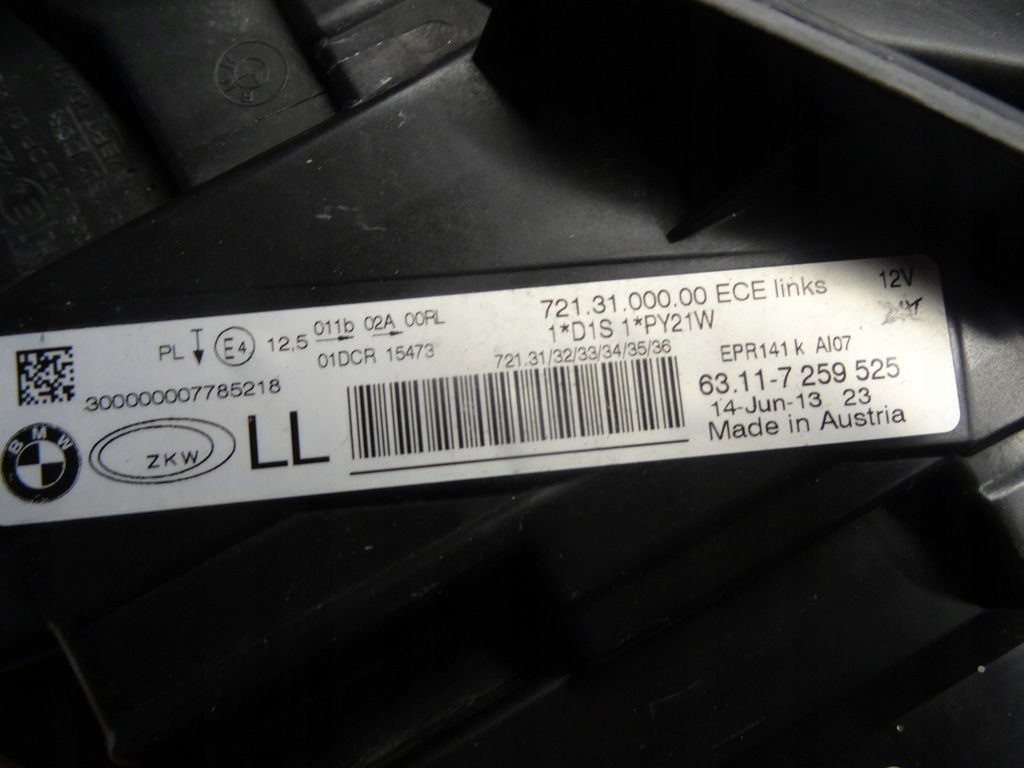 BMW
721.31.000.00 ECE links
12V
1*D1S 1*PY21W
PL E4 12,5 011b 02A 00RL
01DCR 15473
721.31/32/33/34/35/36
EPR141 k AI07
300000007785218
63.11-7 259 525
14-Jun-13 23
Made in Austria
BMW
ZKW
LL